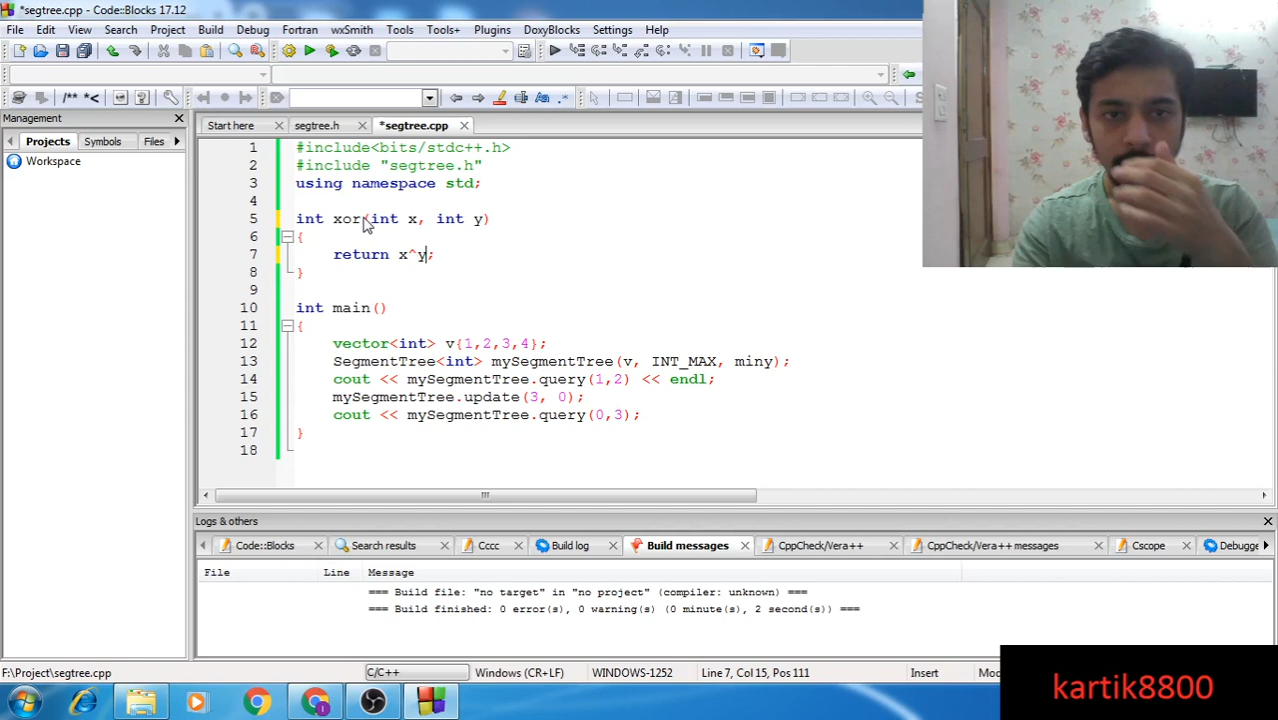 *segtree.cpp - Code::Blocks 17.12
File Edit View Search Project Build Debug Fortran wxSmith Tools Tools+ Plugins DoxyBlocks Settings Help
/** *<
Aa .*
Management
Projects Symbols Files
Workspace
Start here segtree.h *segtree.cpp
1 #include<bits/stdc++.h>
2 #include "segtree.h"
3 using namespace std;
4
5 int xor(int x, int y)
6 {
7 return x^y;
8 }
9
10 int main()
11 {
12 vector<int> v{1,2,3,4};
13 SegmentTree<int> mySegmentTree(v, INT_MAX, miny);
14 cout << mySegmentTree.query(1,2) << endl;
15 mySegmentTree.update(3, 0);
16 cout << mySegmentTree.query(0,3);
17 }
18
Logs & others
Code::Blocks Search results Cccc Build log Build messages CppCheck/Vera++ CppCheck/Vera++ messages Cscope Debugge
File Line Message
=== Build file: "no target" in "no project" (compiler: unknown) ===
=== Build finished: 0 error(s), 0 warning(s) (0 minute(s), 2 second(s)) ===
F:\Project\segtree.cpp C/C++ Windows (CR+LF) WINDOWS-1252 Line 7, Col 15, Pos 111 Insert
kartik8800